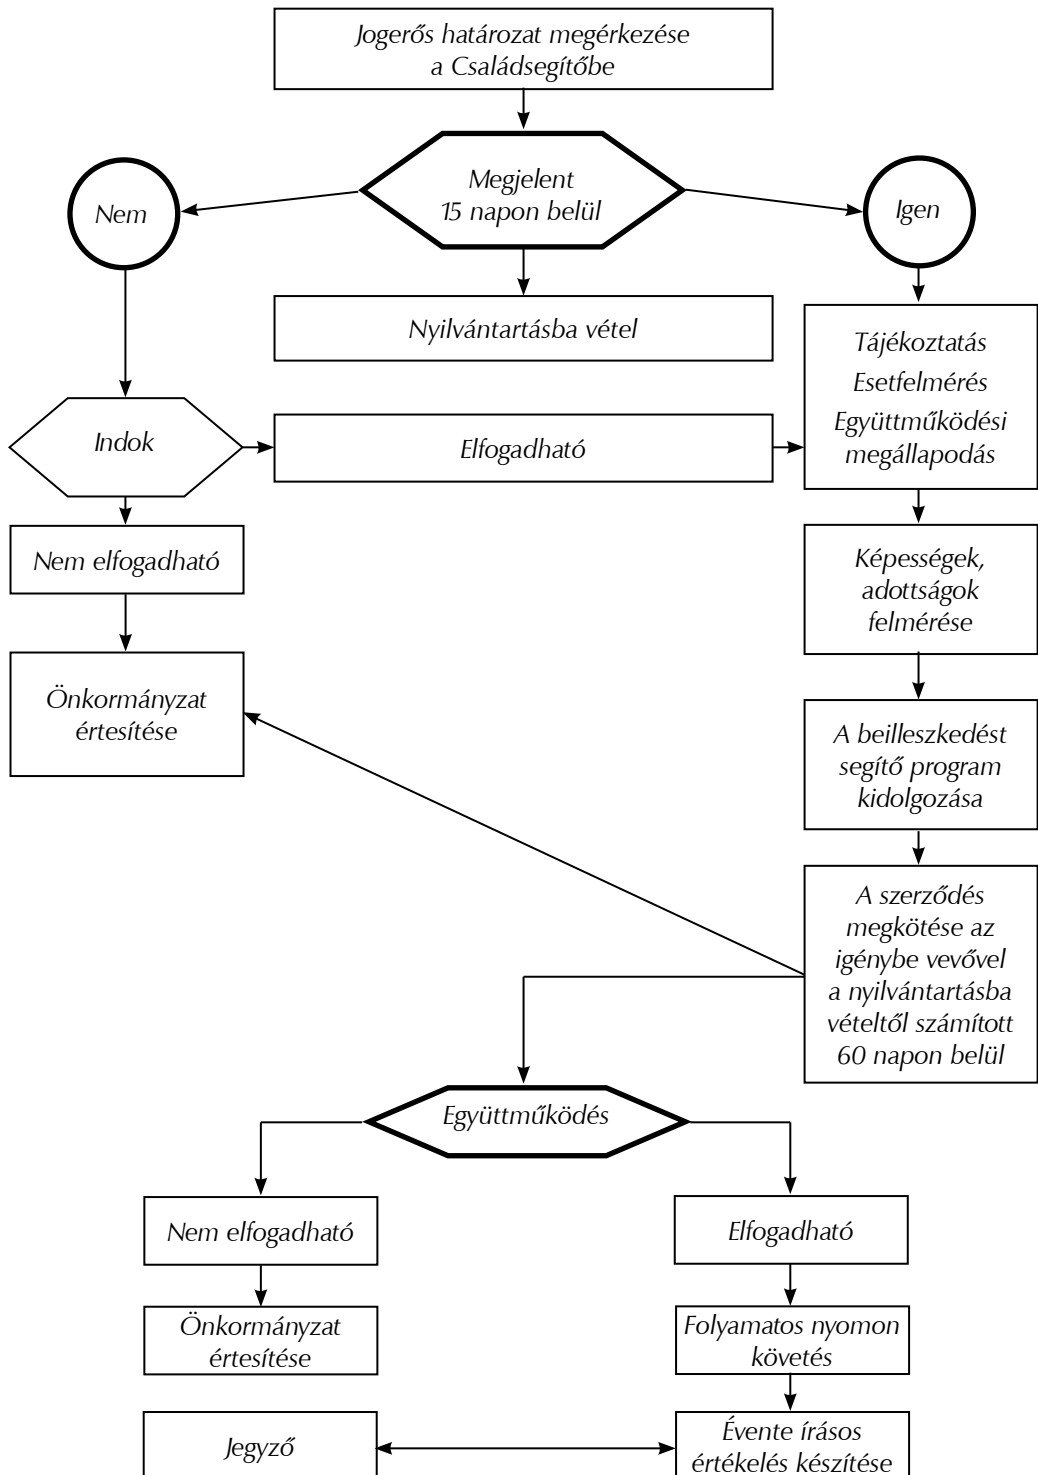 Jogerős határozat megérkezése
a Családsegítőbe
Megjelent
15 napon belül
Nem
Igen
Nyilvántartásba vétel
Tájékoztatás
Esetfelmérés
Együttműködési
megállapodás
Indok
Elfogadható
Nem elfogadható
Képességek,
adottságok
felmérése
Önkormányzat
értesítése
A beilleszkedést
segítő program
kidolgozása
A szerződés
megkötése az
igénybe vevővel
a nyilvántartásba
vételtől számított
60 napon belül
Együttműködés
Nem elfogadható
Elfogadható
Önkormányzat
értesítése
Folyamatos nyomon
követés
Jegyző
Évente írásos
értékelés készítése